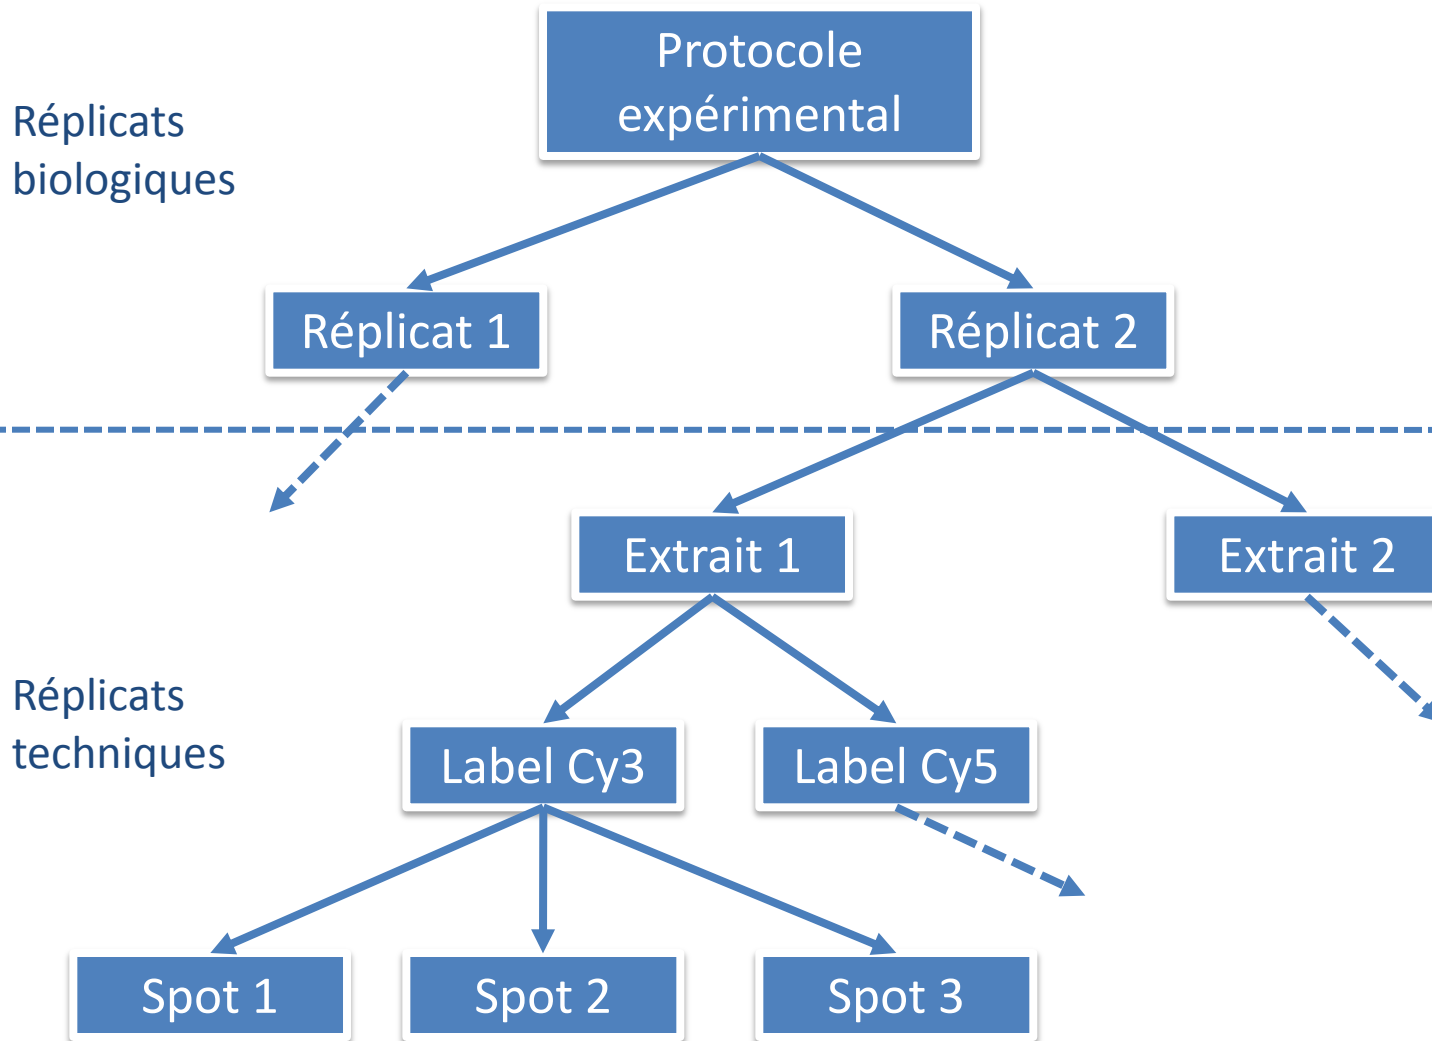 Protocole
expérimental
Réplicats
biologiques
Réplicat 1
Réplicat 2
Extrait 1
Extrait 2
Réplicats
techniques
Label Cy3
Label Cy5
Spot 1
Spot 2
Spot 3